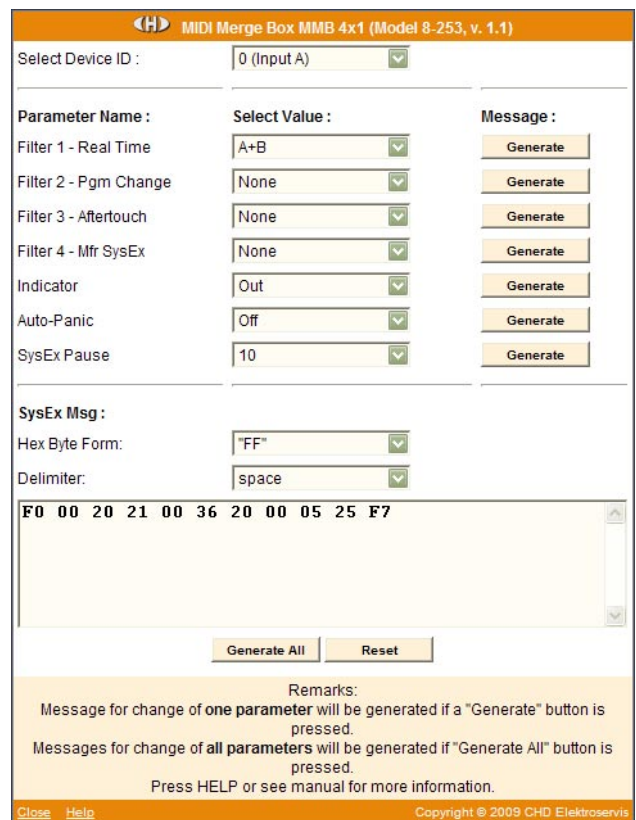 CHD MIDI Merge Box MMB 4x1 (Model 8-253, v. 1.1)
Select Device ID : 0 (Input A)
Parameter Name : Select Value : Message :
Filter 1 - Real Time A+B Generate
Filter 2 - Pgm Change None Generate
Filter 3 - Aftertouch None Generate
Filter 4 - Mfr SysEx None Generate
Indicator Out Generate
Auto-Panic Off Generate
SysEx Pause 10 Generate
SysEx Msg :
Hex Byte Form: "FF"
Delimiter: space
F0 00 20 21 00 36 20 00 05 25 F7
Generate All Reset
Remarks:
Message for change of one parameter will be generated if a "Generate" button is
pressed.
Messages for change of all parameters will be generated if "Generate All" button is
pressed.
Press HELP or see manual for more information.
Close Help Copyright © 2009 CHD Elektroservis